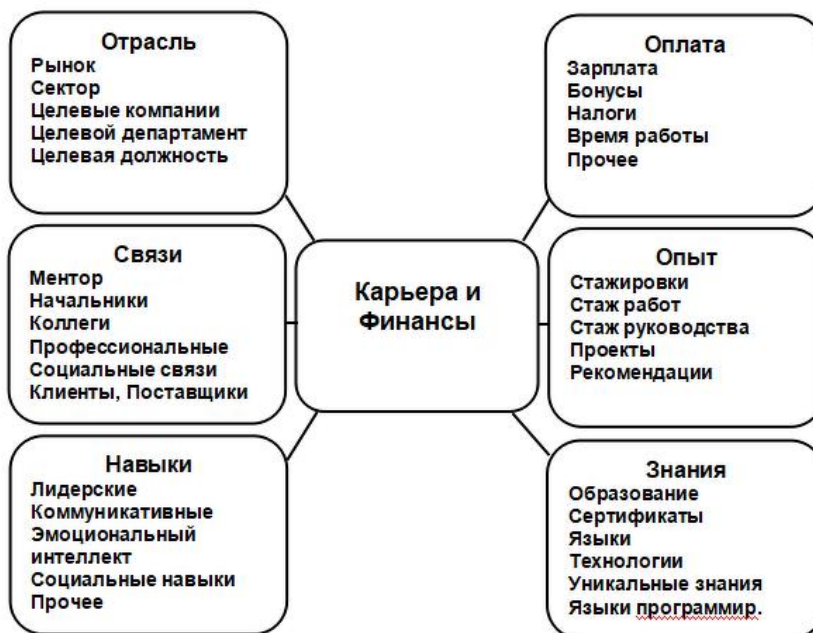 Отрасль
Рынок
Сектор
Целевые компании
Целевой департамент
Целевая должность
Связи
Ментор
Начальники
Коллеги
Профессиональные
Социальные связи
Клиенты, Поставщики
Навыки
Лидерские
Коммуникативные
Эмоциональный
интеллект
Социальные навыки
Прочее
Карьера и
Финансы
Оплата
Зарплата
Бонусы
Налоги
Время работы
Прочее
Опыт
Стажировки
Стаж работ
Стаж руководства
Проекты
Рекомендации
Знания
Образование
Сертификаты
Языки
Технологии
Уникальные знания
Языки программир.